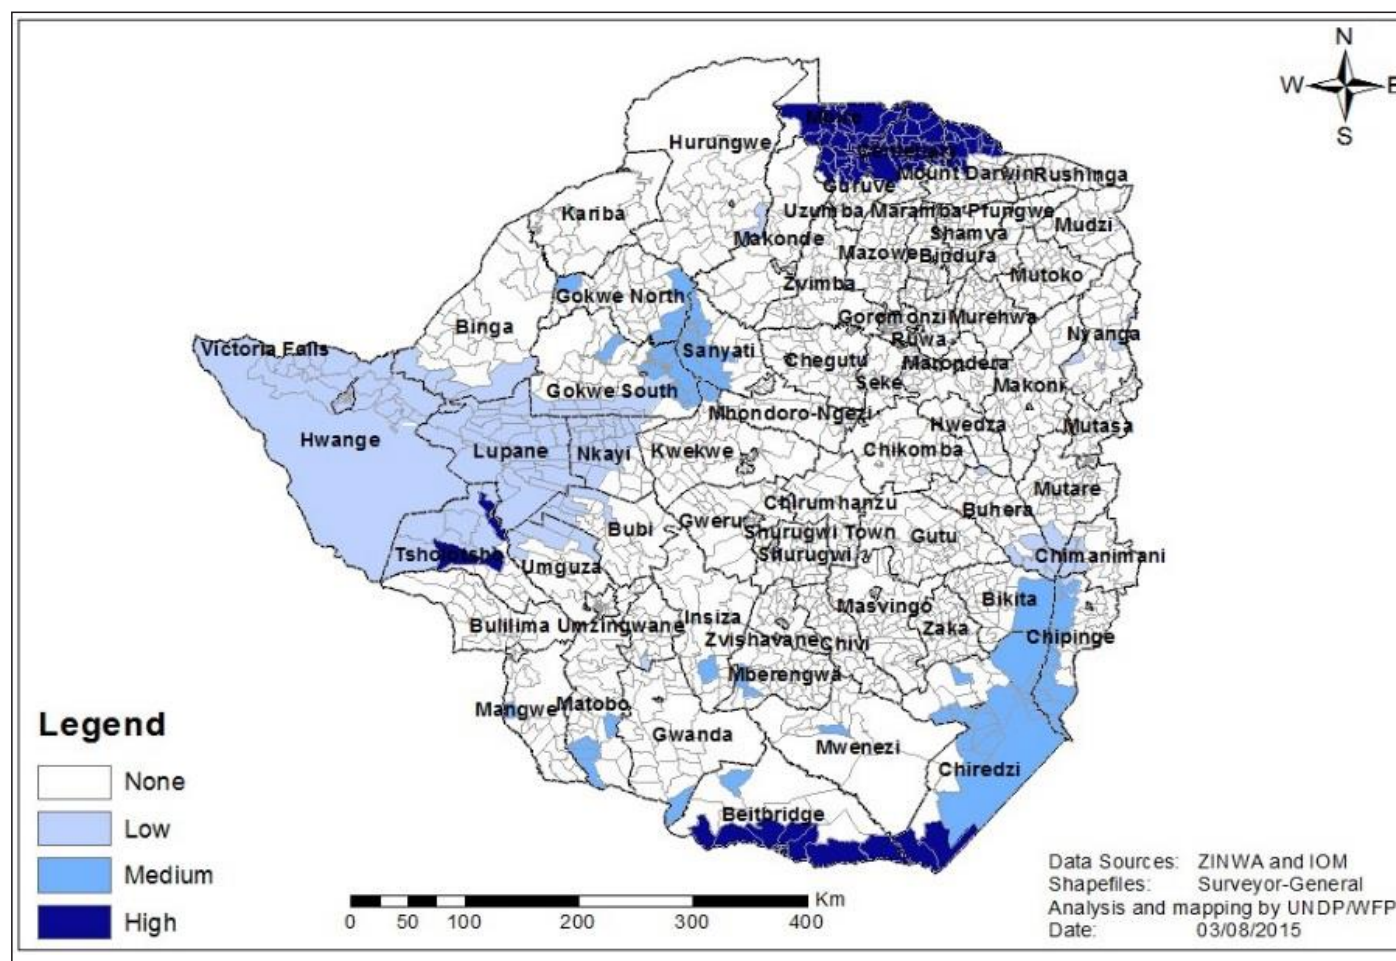 N
W E
S
Mbire
Hurungwe
Centenary
Mount Darwin Rushinga
Guruve
Kariba
Uzumba Maramba Pfungwe
Mudzi
Shamva
Makonde
Mazowe
Bindura
Mutoko
Zvimba
Gokwe North
Goromonzi Murehwa
Binga
Nyanga
Ruwa
Victoria Falls
Sanyati
Chegutu
Marondera
Seke
Makoni
Gokwe South
Mhondoro-Ngezi
Hwedza
Mutasa
Hwange
Lupane
Nkayi
Kwekwe
Chikomba
Mutare
Chirumhanzu
Buhera
Gweru
Bubi
Shurugwi Town
Gutu
Tsholotsho
Shurugwi
Chimanimani
Umguza
Masvingo
Bikita
Insiza
Bulilima
Umzingwane
Zaka
Zvishavane
Chivi
Chipinge
Mberengwa
Mangwe
Matobo
Gwanda
Mwenezi
Chiredzi
Beitbridge
Legend
None
Low
Medium
High
Km
0 50 100 200 300 400
Data Sources: ZINWA and IOM
Shapefiles: Surveyor-General
Analysis and mapping by UNDP/WFP
Date: 03/08/2015